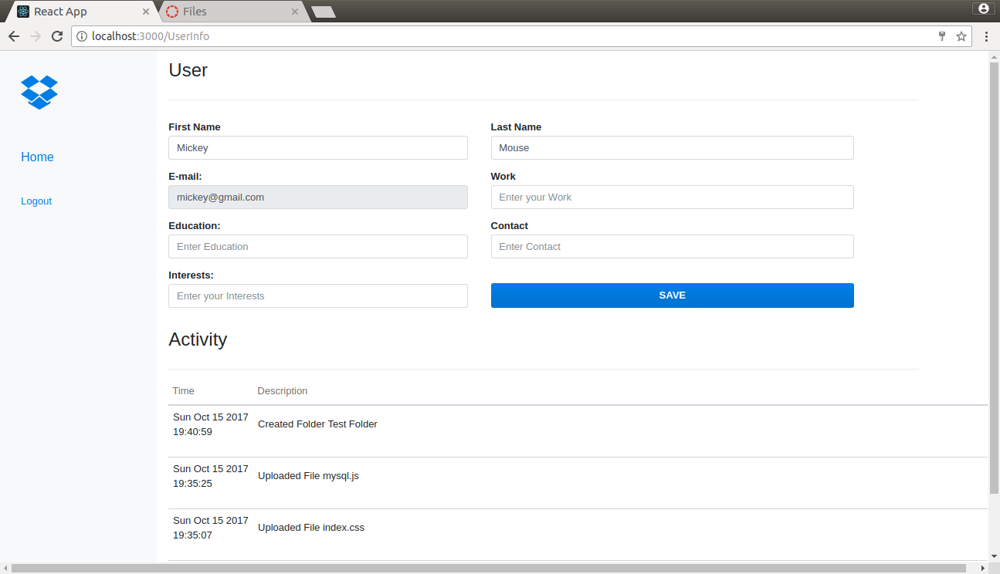 React App
Files
localhost:3000/UserInfo
User
Home
Logout
First Name
Last Name
Mickey
Mouse
E-mail:
Work
mickey@gmail.com
Enter your Work
Education:
Contact
Enter Education
Enter Contact
Interests:
Enter your Interests
SAVE
Activity
Time
Description
Sun Oct 15 2017
19:40:59
Created Folder Test Folder
Sun Oct 15 2017
19:35:25
Uploaded File mysql.js
Sun Oct 15 2017
19:35:07
Uploaded File index.css